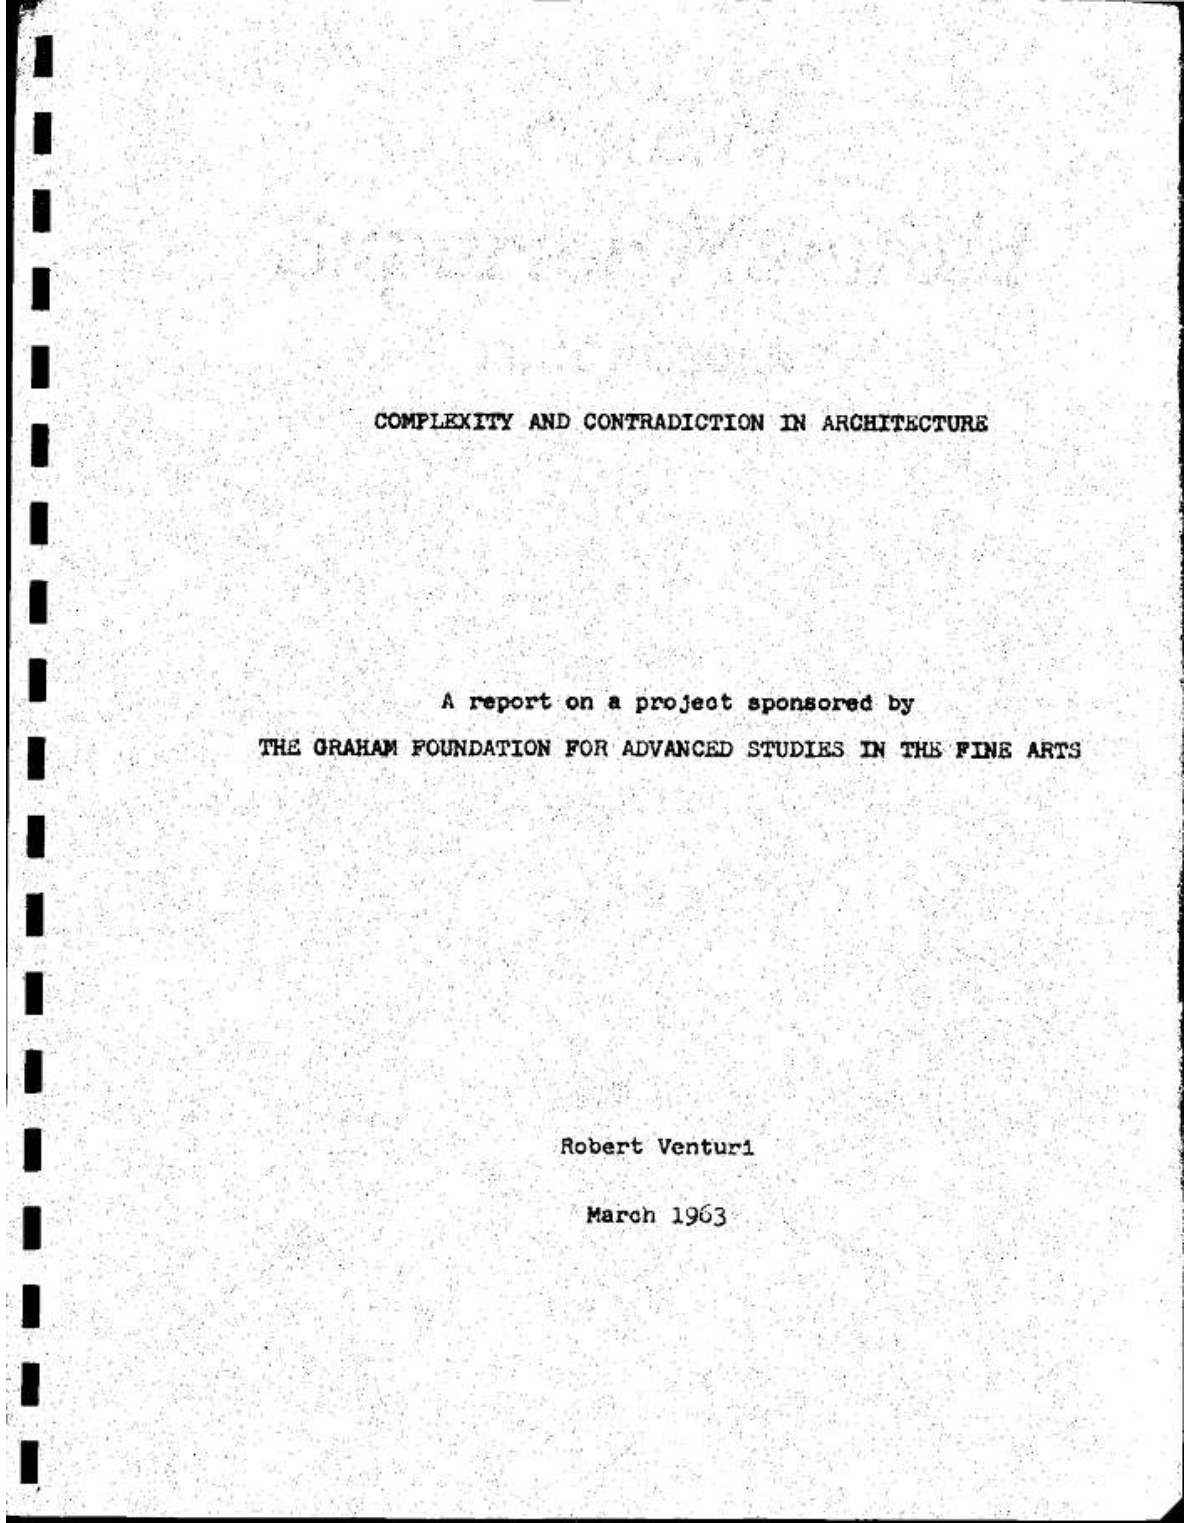 COMPLEXITY AND CONTRADICTION IN ARCHITECTURE
A report on a project sponsored by
THE GRAHAM FOUNDATION FOR ADVANCED STUDIES IN THE FINE ARTS
Robert Venturi
March 1963